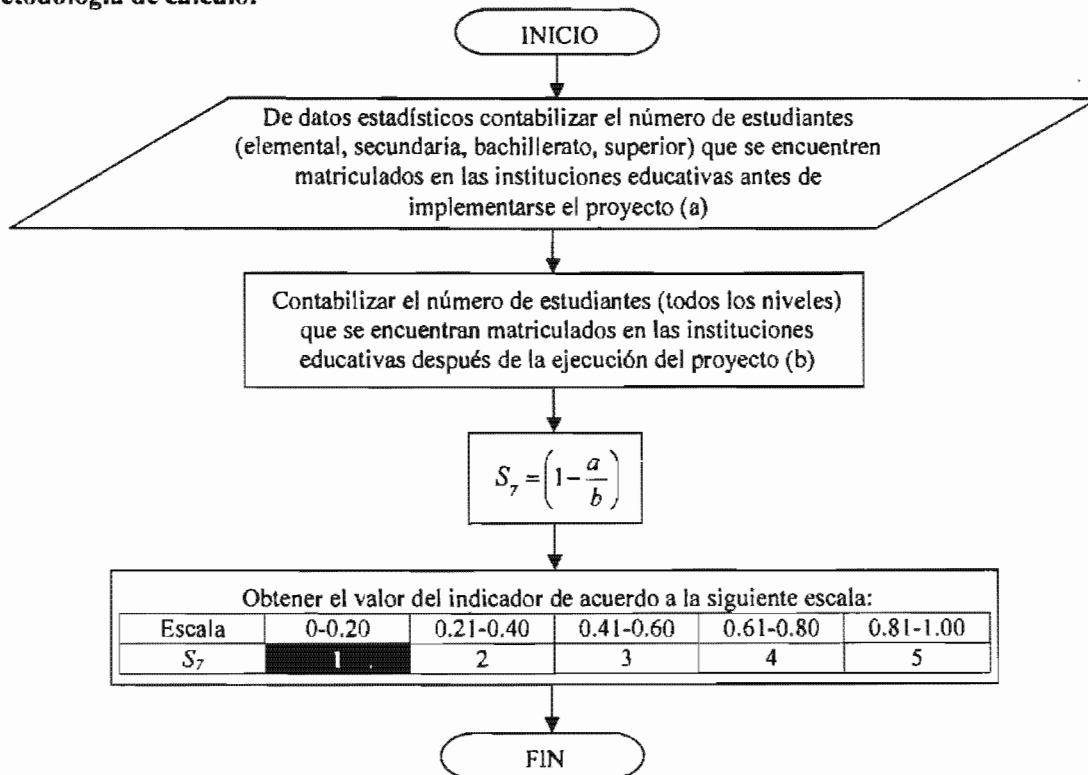 etodología de cálculo:
INICIO
De datos estadísticos contabilizar el número de estudiantes
(elemental, secundaria, bachillerato, superior) que se encuentren
matriculados en las instituciones educativas antes de
implementarse el proyecto (a)
Contabilizar el número de estudiantes (todos los niveles)
que se encuentran matriculados en las instituciones
educativas después de la ejecución del proyecto (b)
S₇ = (1 − a/b)
Obtener el valor del indicador de acuerdo a la siguiente escala:
Escala 0-0.20 0.21-0.40 0.41-0.60 0.61-0.80 0.81-1.00
S₇ 1 2 3 4 5
FIN